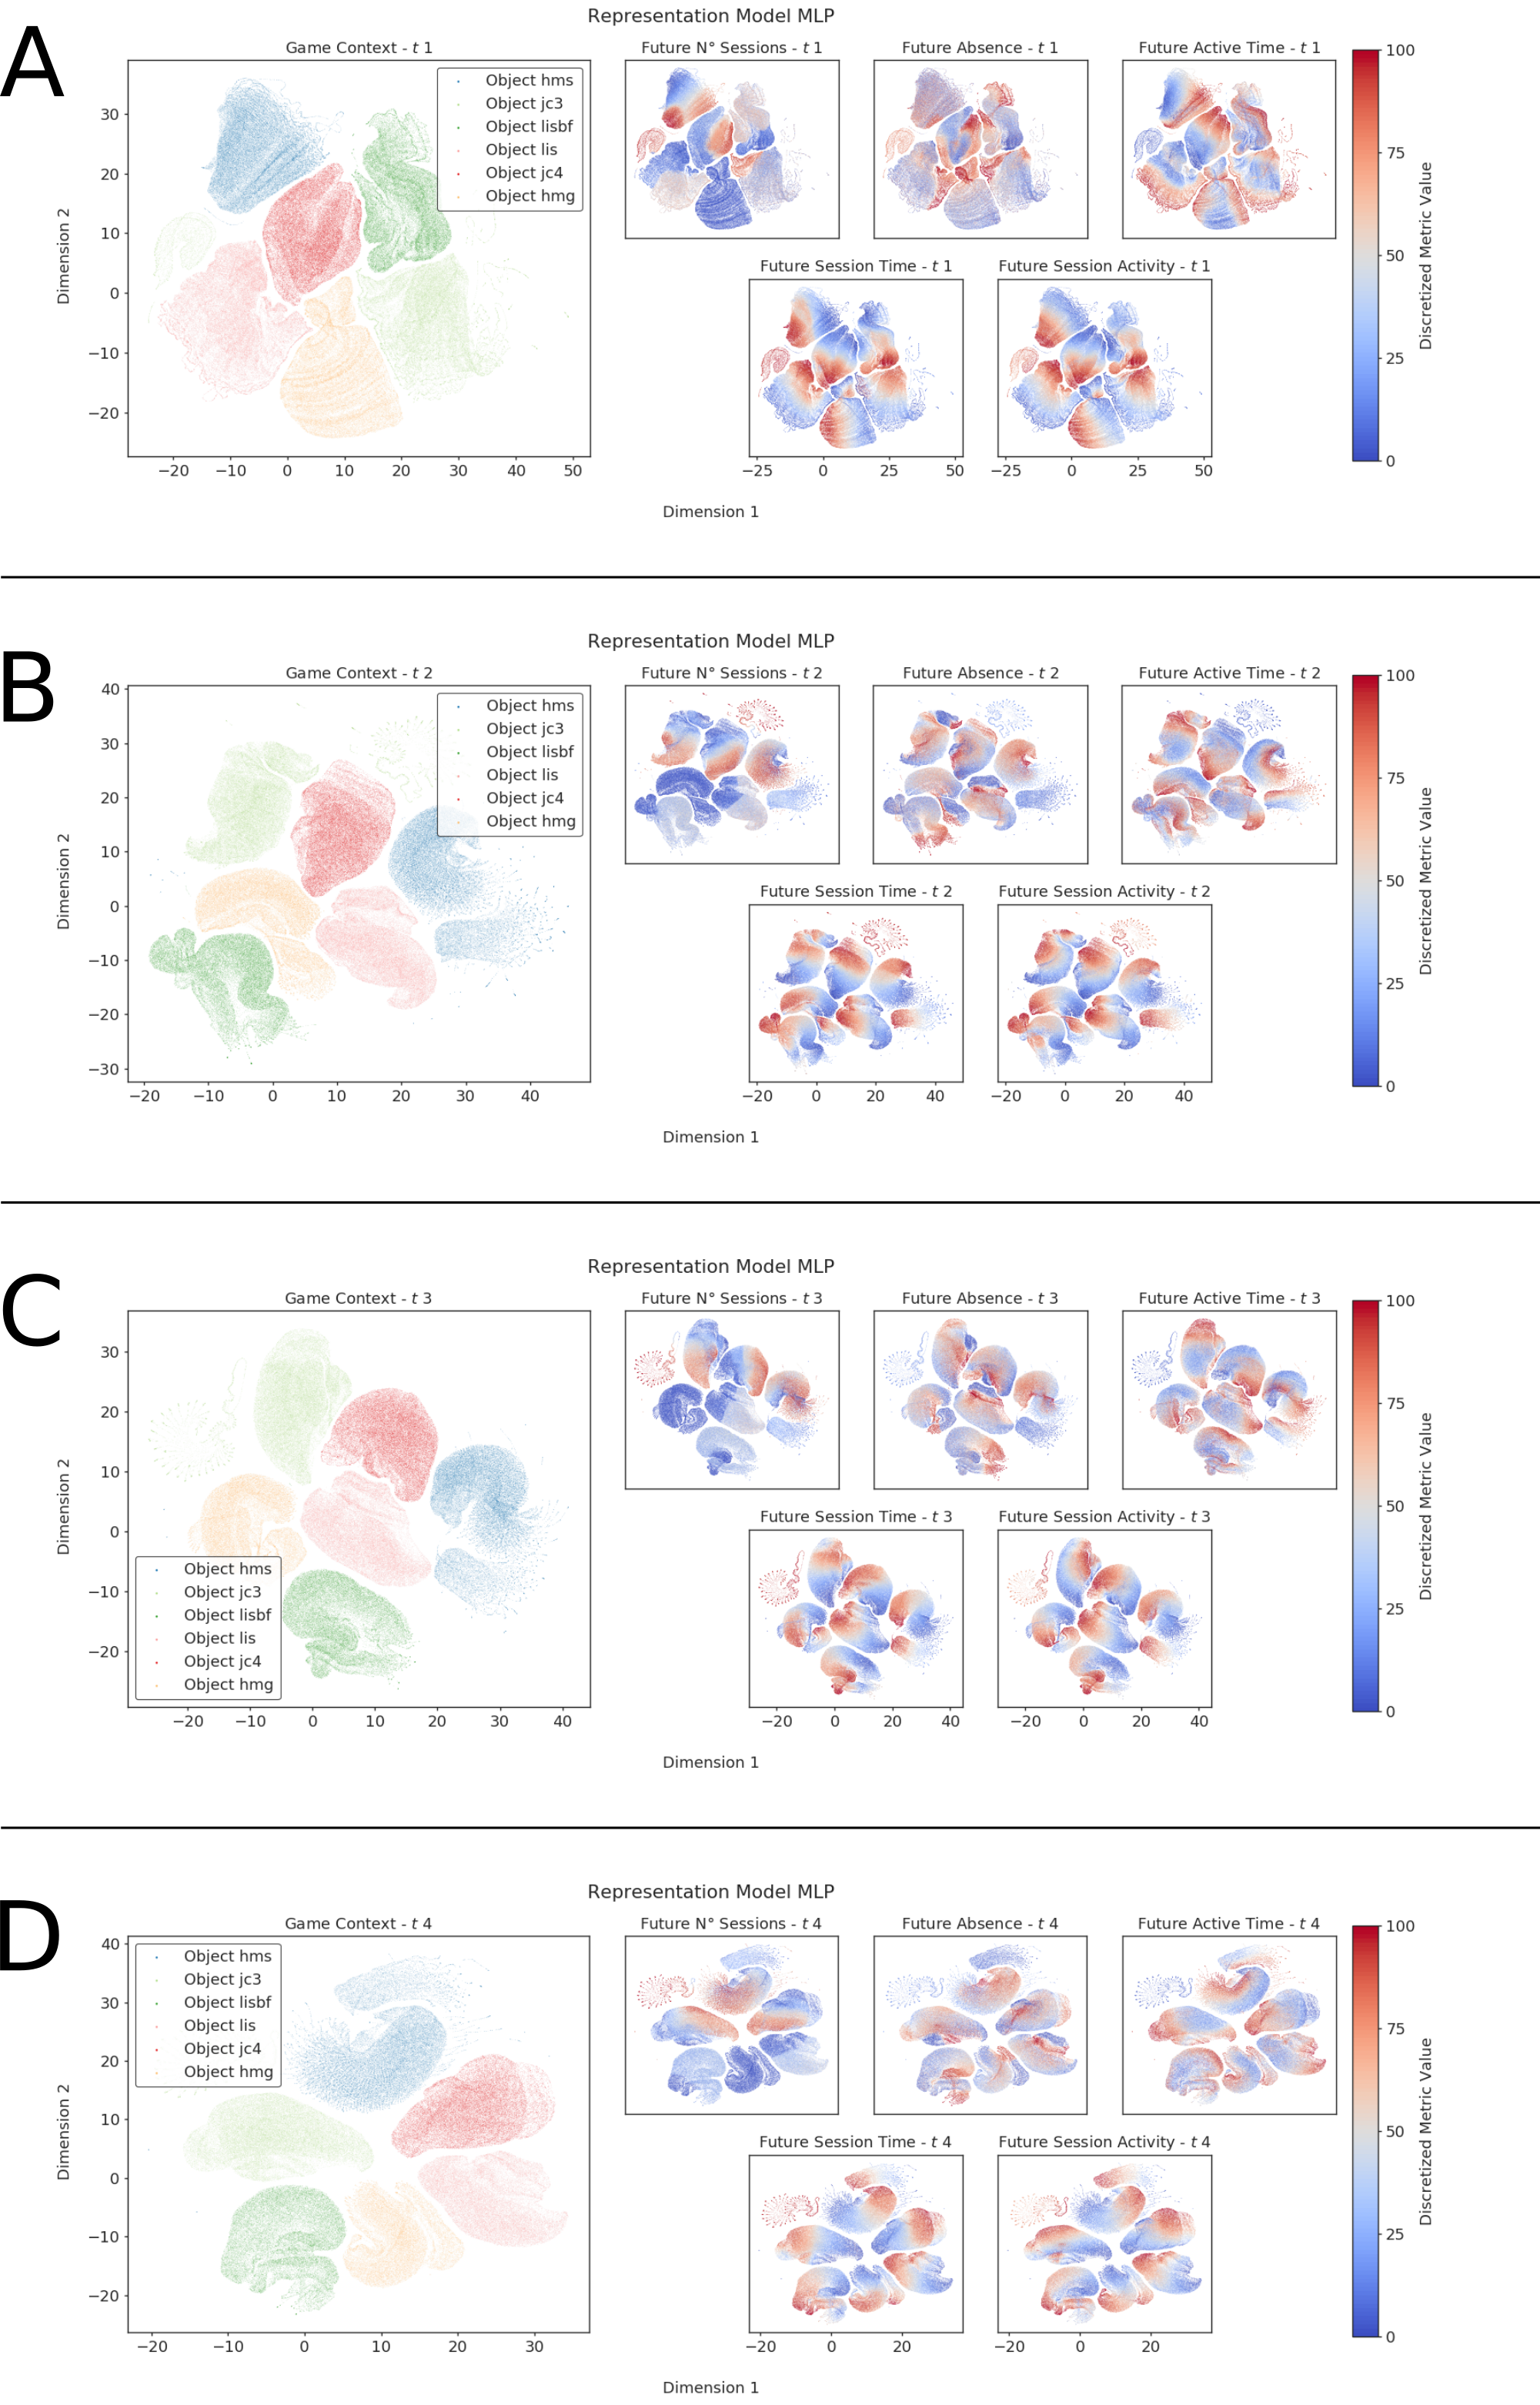 A
Representation Model MLP
Game Context - t 1
Future N° Sessions - t 1
Future Absence - t 1
Future Active Time - t 1
Object hms
Object jc3
Object lisbf
Object lis
Object jc4
Object hmg
30
20
10
0
−10
−20
Dimension 2
−20 −10 0 10 20 30 40 50
Future Session Time - t 1
Future Session Activity - t 1
−25 0 25 50
−25 0 25 50
Dimension 1
100
75
50
25
0
Discretized Metric Value
B
Representation Model MLP
Game Context - t 2
Future N° Sessions - t 2
Future Absence - t 2
Future Active Time - t 2
Object hms
Object jc3
Object lisbf
Object lis
Object jc4
Object hmg
40
30
20
10
0
−10
−20
−30
Dimension 2
−20 −10 0 10 20 30 40
Future Session Time - t 2
Future Session Activity - t 2
−20 0 20 40
−20 0 20 40
Dimension 1
100
75
50
25
0
Discretized Metric Value
C
Representation Model MLP
Game Context - t 3
Future N° Sessions - t 3
Future Absence - t 3
Future Active Time - t 3
30
20
10
0
−10
−20
Dimension 2
Object hms
Object jc3
Object lisbf
Object lis
Object jc4
Object hmg
−20 −10 0 10 20 30 40
Future Session Time - t 3
Future Session Activity - t 3
−20 0 20 40
−20 0 20 40
Dimension 1
100
75
50
25
0
Discretized Metric Value
D
Representation Model MLP
Game Context - t 4
Future N° Sessions - t 4
Future Absence - t 4
Future Active Time - t 4
Object hms
Object jc3
Object lisbf
Object lis
Object jc4
Object hmg
40
30
20
10
0
−10
−20
Dimension 2
−20 −10 0 10 20 30
Future Session Time - t 4
Future Session Activity - t 4
−20 0 20
−20 0 20
Dimension 1
100
75
50
25
0
Discretized Metric Value